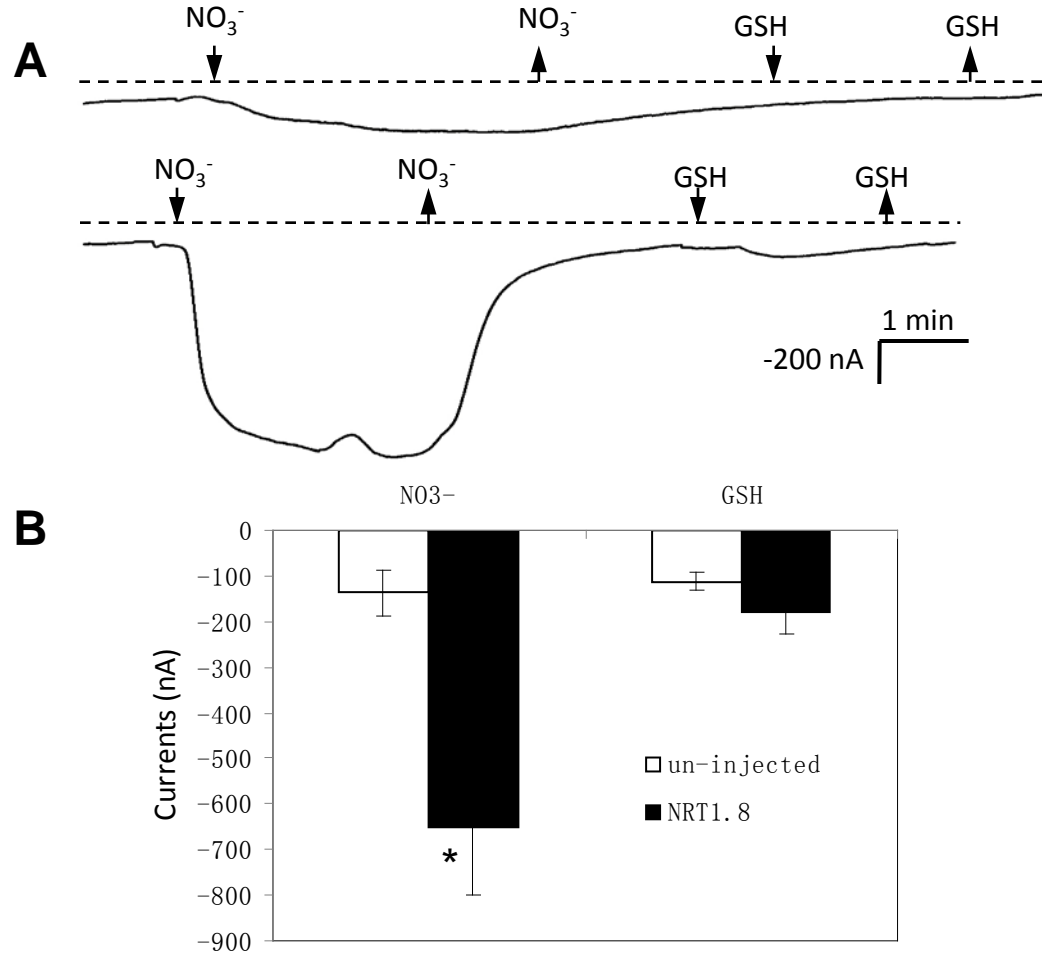 A
NO₃⁻ NO₃⁻ GSH GSH
NO₃⁻ NO₃⁻ GSH GSH
1 min
-200 nA
B
NO3- GSH
0
-100
-200
-300
-400
-500
-600
-700
-800
-900
Currents (nA)
*
un-injected
NRT1.8